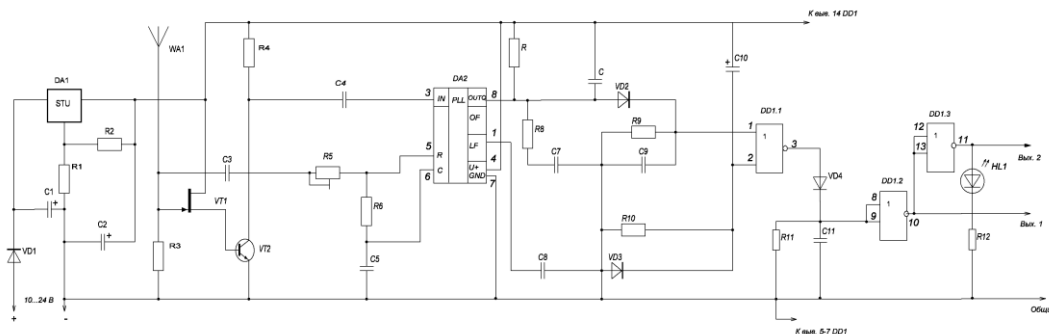 К выв. 14 DD1
WA1
R4
R
C
C10
DA1
STU
C4
DA2
3
IN
PLL
OUTQ
8
VD2
DD1.3
12
13
1
11
Вых. 2
OF
DD1.1
R2
R8
R9
1
1
3
1
LF
2
HL1
C3
R5
5
R
4
U+
C7
C9
R1
6
C
GND
7
VD4
DD1.2
C1
+
VT1
R6
8
9
1
10
Вых. 1
R10
C2
+
R3
VT2
R11
C11
R12
VD1
C5
C8
VD3
10...24 В
+
-
Общ
К выв. 5-7 DD1